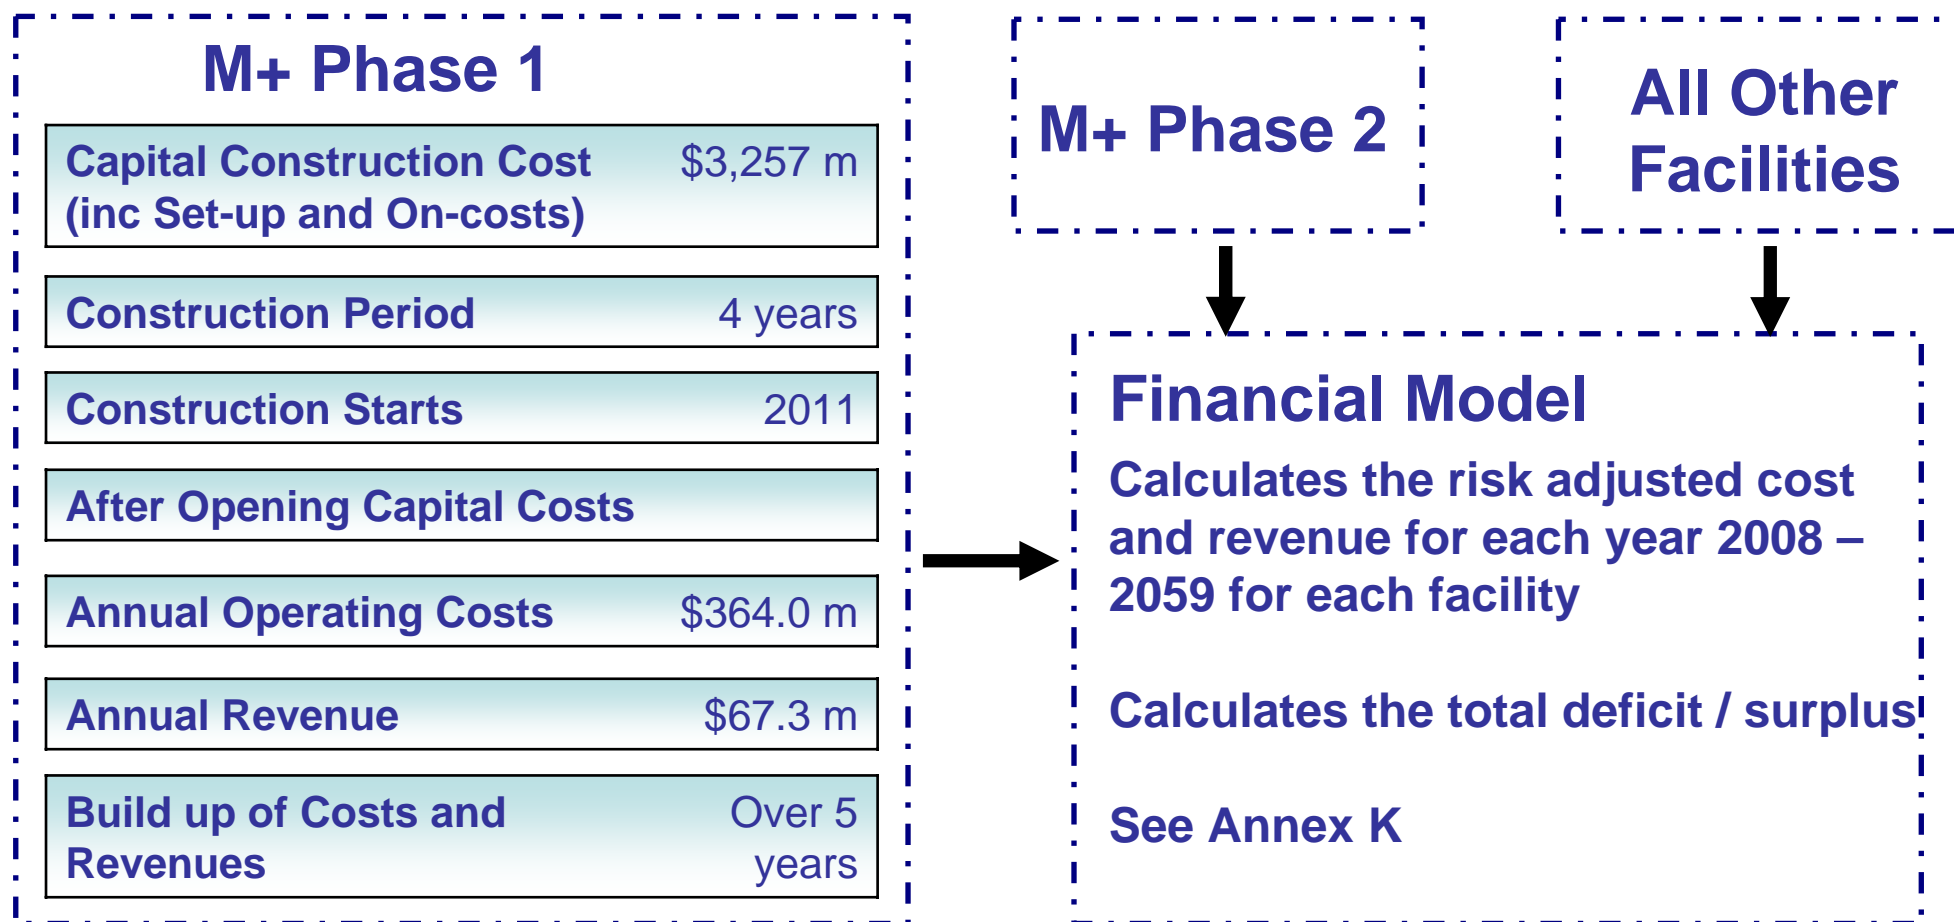 M+ Phase 1
Capital Construction Cost $3,257 m
(inc Set-up and On-costs)
Construction Period 4 years
Construction Starts 2011
After Opening Capital Costs
Annual Operating Costs $364.0 m
Annual Revenue $67.3 m
Build up of Costs and Over 5
Revenues years
M+ Phase 2
All Other
Facilities
Financial Model
Calculates the risk adjusted cost
and revenue for each year 2008 –
2059 for each facility
Calculates the total deficit / surplus
See Annex K